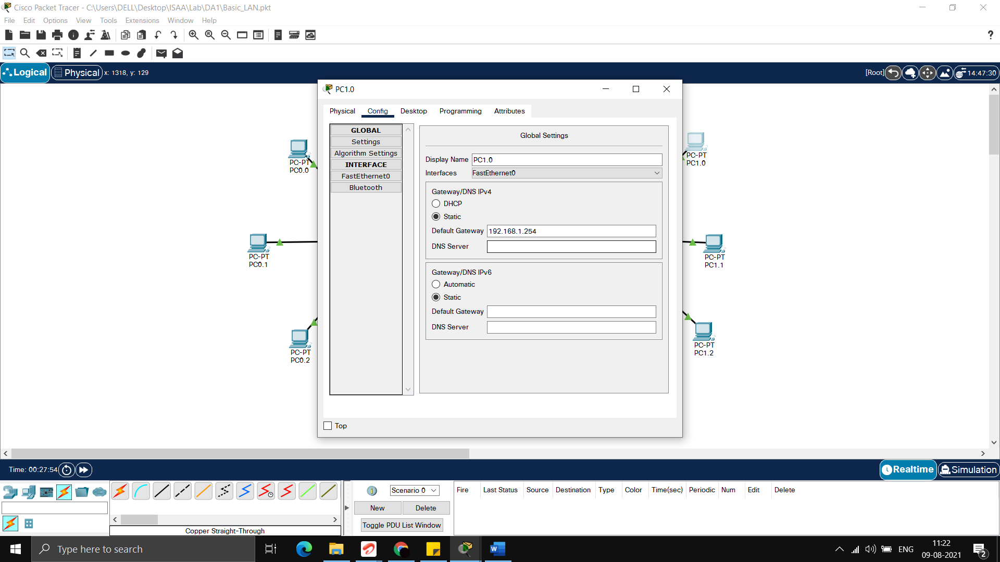 Cisco Packet Tracer - C:\Users\DELL\Desktop\ISAA\Lab\DA1\Basic_LAN.pkt
File Edit Options View Tools Extensions Window Help
?
Logical Physical x: 1318, y: 129 [Root] 14:47:30
PC1.0
Physical Config Desktop Programming Attributes
GLOBAL
Settings
Algorithm Settings
INTERFACE
FastEthernet0
Bluetooth
Global Settings
Display Name PC1.0
Interfaces FastEthernet0
Gateway/DNS IPv4
DHCP
Static
Default Gateway 192.168.1.254
DNS Server
Gateway/DNS IPv6
Automatic
Static
Default Gateway
DNS Server
Top
PC-PT
PC0.0
PC-PT
PC0.1
PC-PT
PC0.2
PC-PT
PC1.0
PC-PT
PC1.1
PC-PT
PC1.2
Time: 00:27:54 Realtime Simulation
Scenario 0
New Delete
Toggle PDU List Window
Fire Last Status Source Destination Type Color Time(sec) Periodic Num Edit Delete
Copper Straight-Through
Type here to search
ENG
11:22
09-08-2021
2